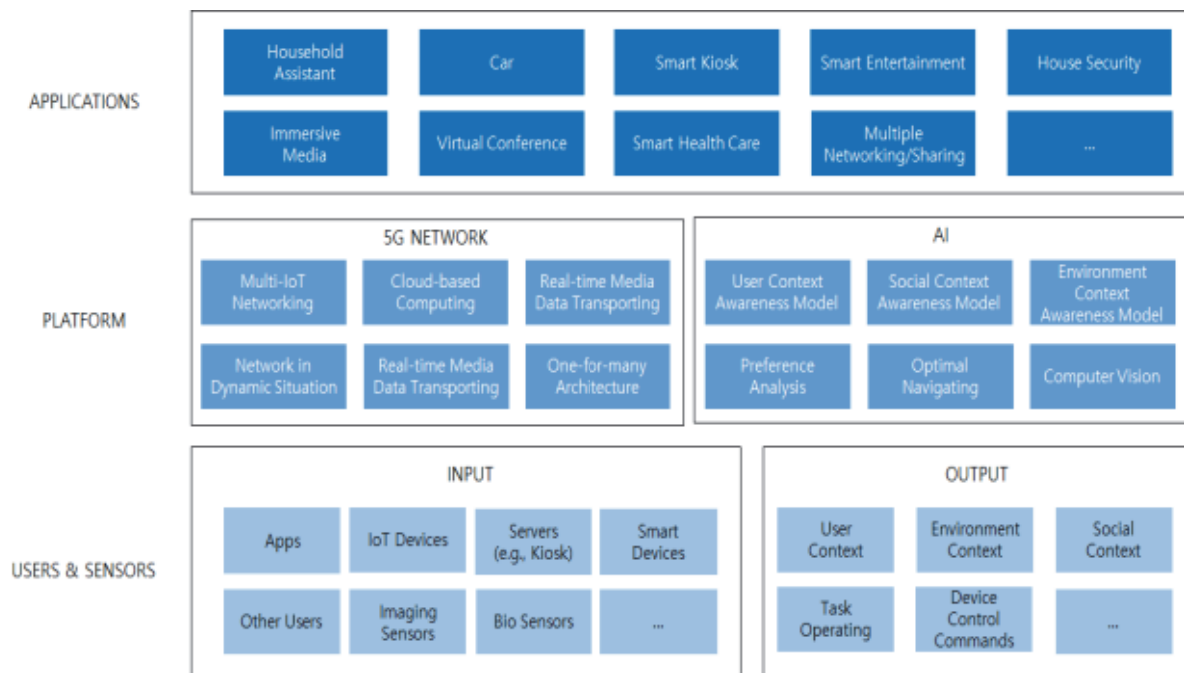 APPLICATIONS
Household
Assistant
Car
Smart Kiosk
Smart Entertainment
House Security
Immersive
Media
Virtual Conference
Smart Health Care
Multiple
Networking/Sharing
...
PLATFORM
5G NETWORK
Multi-IoT
Networking
Cloud-based
Computing
Real-time Media
Data Transporting
Network in
Dynamic Situation
Real-time Media
Data Transporting
One-for-many
Architecture
AI
User Context
Awareness Model
Social Context
Awareness Model
Environment
Context
Awareness Model
Preference
Analysis
Optimal
Navigating
Computer Vision
USERS & SENSORS
INPUT
Apps
IoT Devices
Servers
(e.g., Kiosk)
Smart
Devices
Other Users
Imaging
Sensors
Bio Sensors
...
OUTPUT
User
Context
Environment
Context
Social
Context
Task
Operating
Device
Control
Commands
...